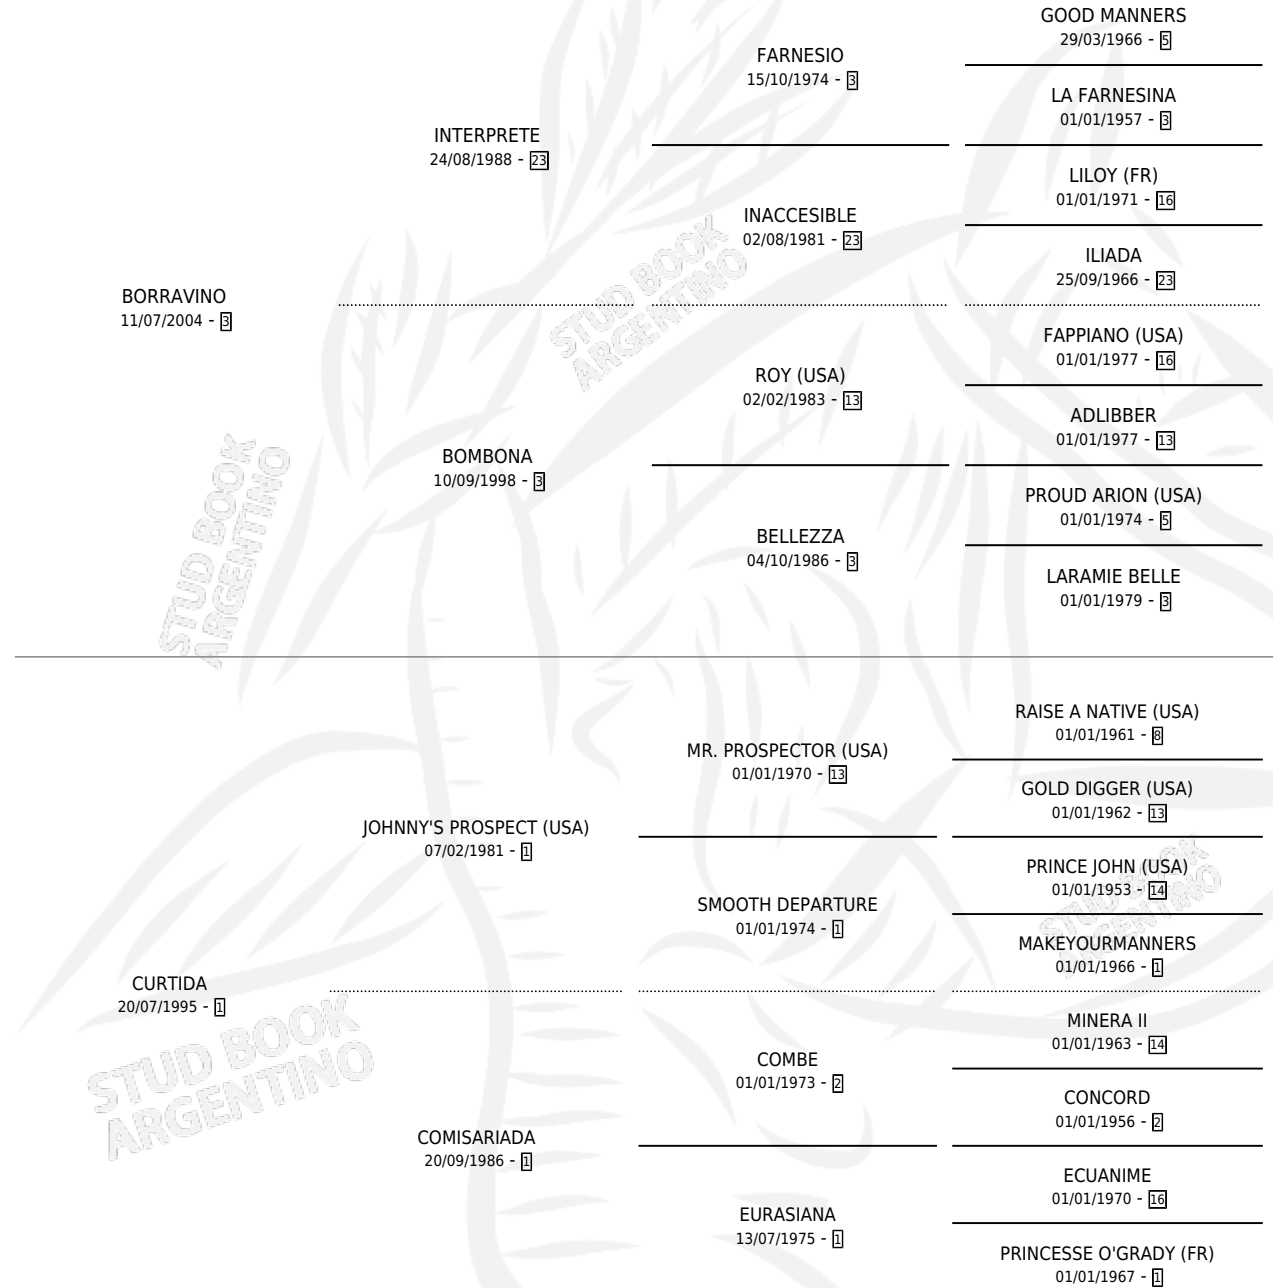 GOOD MANNERS
29/03/1966 - 5
FARNESIO
15/10/1974 - 3
LA FARNESINA
01/01/1957 - 3
INTERPRETE
24/08/1988 - 23
LILOY (FR)
01/01/1971 - 16
INACCESIBLE
02/08/1981 - 23
ILIADA
25/09/1966 - 23
BORRAVINO
11/07/2004 - 3
FAPPIANO (USA)
01/01/1977 - 16
ROY (USA)
02/02/1983 - 13
ADLIBBER
01/01/1977 - 13
BOMBONA
10/09/1998 - 3
PROUD ARION (USA)
01/01/1974 - 5
BELLEZZA
04/10/1986 - 3
LARAMIE BELLE
01/01/1979 - 3
STUD BOOK
ARGENTINO
STUD BOOK
ARGENTINO
RAISE A NATIVE (USA)
01/01/1961 - 8
MR. PROSPECTOR (USA)
01/01/1970 - 13
GOLD DIGGER (USA)
01/01/1962 - 13
JOHNNY'S PROSPECT (USA)
07/02/1981 - 1
PRINCE JOHN (USA)
01/01/1953 - 14
SMOOTH DEPARTURE
01/01/1974 - 1
MAKEYOURMANNERS
01/01/1966 - 1
CURTIDA
20/07/1995 - 1
MINERA II
01/01/1963 - 14
COMBE
01/01/1973 - 2
CONCORD
01/01/1956 - 2
COMISARIADA
20/09/1986 - 1
ECUANIME
01/01/1970 - 16
EURASIANA
13/07/1975 - 1
PRINCESSE O'GRADY (FR)
01/01/1967 - 1
STUD BOOK
ARGENTINO
STUD BOOK
ARGENTINO